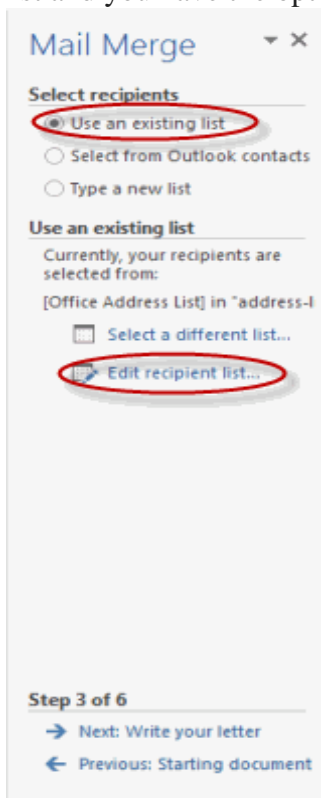 Mail Merge
Select recipients
Use an existing list
Select from Outlook contacts
Type a new list
Use an existing list
Currently, your recipients are
selected from:
[Office Address List] in "address-l
Select a different list...
Edit recipient list...
Step 3 of 6
Next: Write your letter
Previous: Starting document